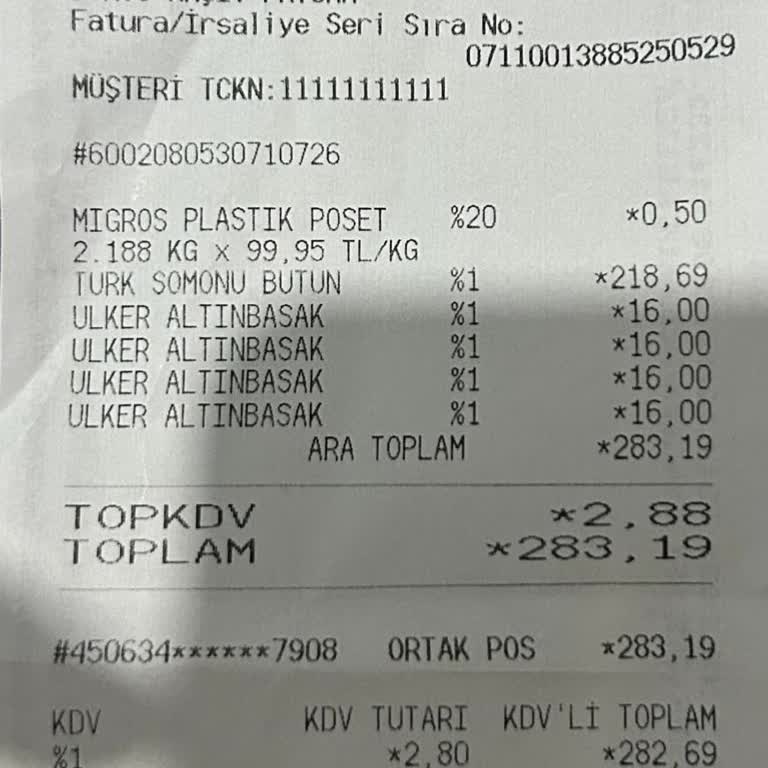 Fatura/İrsaliye Seri Sıra No:
07110013885250529
MÜŞTERİ TCKN:11111111111
#6002080530710726
MIGROS PLASTIK POSET %20 *0,50
2.188 KG x 99,95 TL/KG
TURK SOMONU BUTUN %1 *218,69
ULKER ALTINBASAK %1 *16,00
ULKER ALTINBASAK %1 *16,00
ULKER ALTINBASAK %1 *16,00
ULKER ALTINBASAK %1 *16,00
ARA TOPLAM *283,19
TOPKDV *2,88
TOPLAM *283,19
#450634******7908 ORTAK POS *283,19
KDV KDV TUTARI KDV'Lİ TOPLAM
%1 *2,80 *282,69